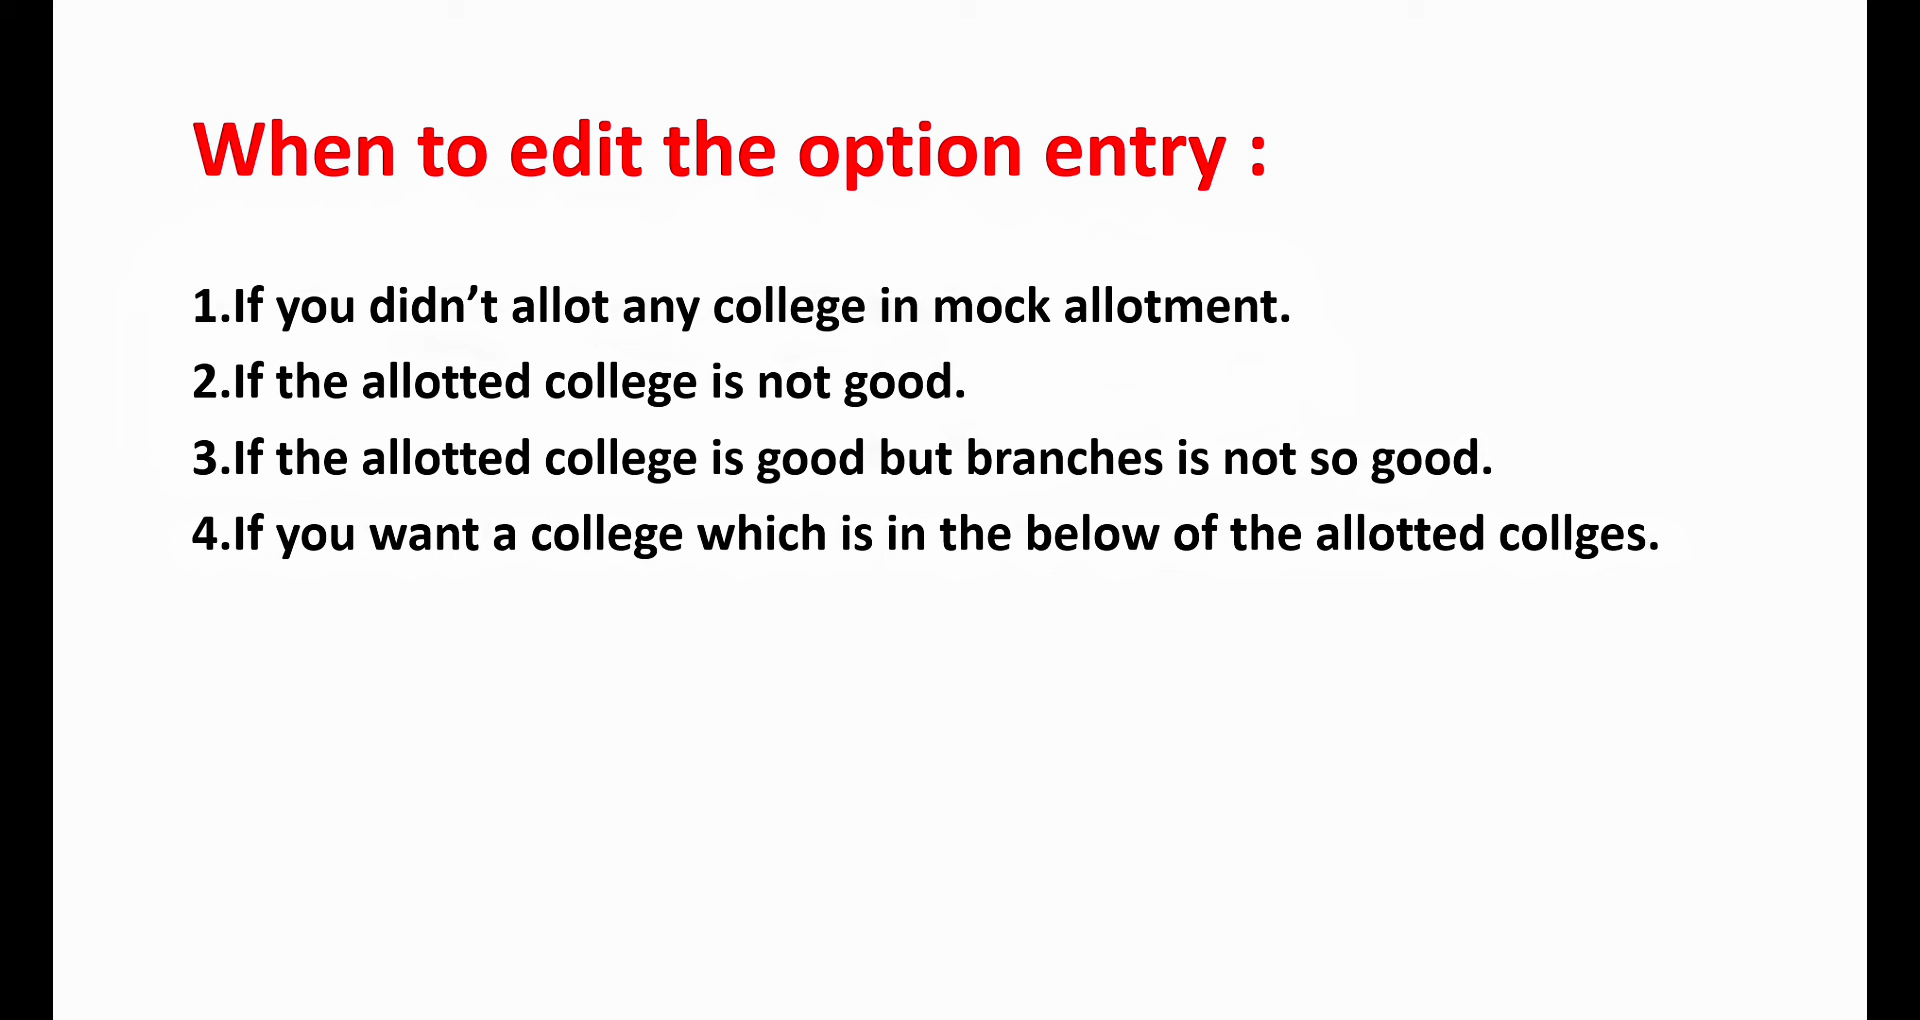 When to edit the option entry :
1.If you didn’t allot any college in mock allotment.
2.If the allotted college is not good.
3.If the allotted college is good but branches is not so good.
4.If you want a college which is in the below of the allotted collges.